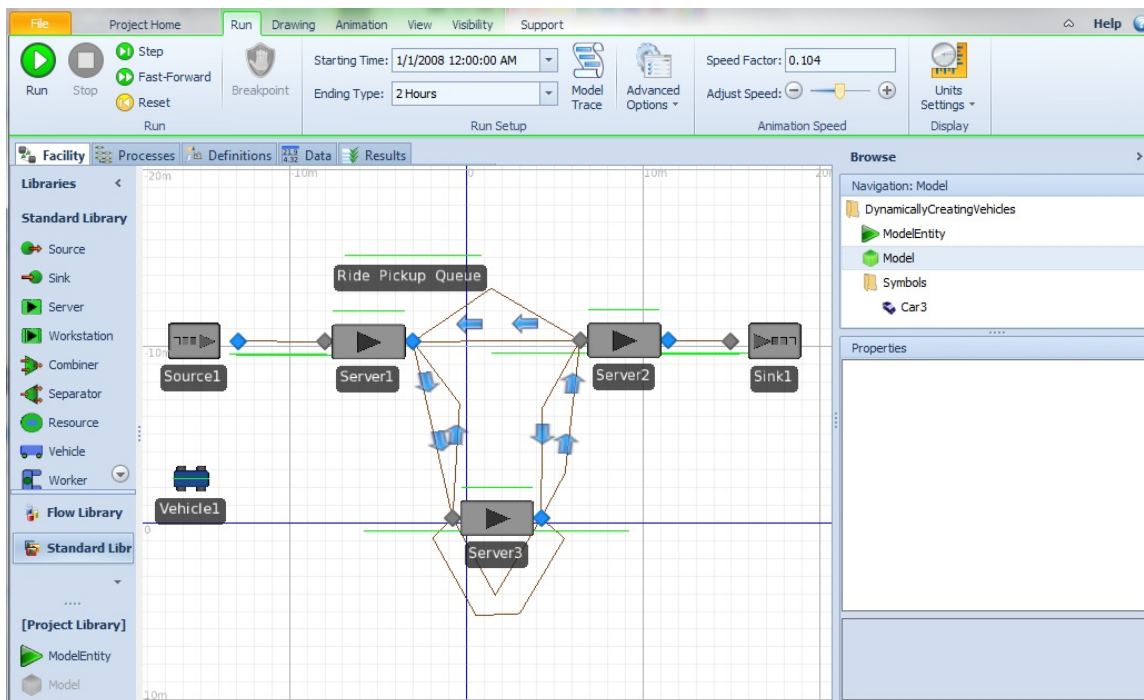 File Project Home Run Drawing Animation View Visibility Support Help
Run
Stop
Step
Fast-Forward
Reset
Run
Breakpoint
Starting Time: 1/1/2008 12:00:00 AM
Ending Type: 2 Hours
Model
Trace
Advanced
Options
Run Setup
Speed Factor: 0.104
Adjust Speed:
Animation Speed
Units
Settings
Display
Facility Processes Definitions Data Results
Libraries
Standard Library
Source
Sink
Server
Workstation
Combiner
Separator
Resource
Vehicle
Worker
Flow Library
Standard Libr
[Project Library]
ModelEntity
Model
-20m -10m 0 10m 20
Ride Pickup Queue
-10m
Source1 Server1 Server2 Sink1
Vehicle1
0
Server3
10m
Browse
Navigation: Model
DynamicallyCreatingVehicles
ModelEntity
Model
Symbols
Car3
Properties